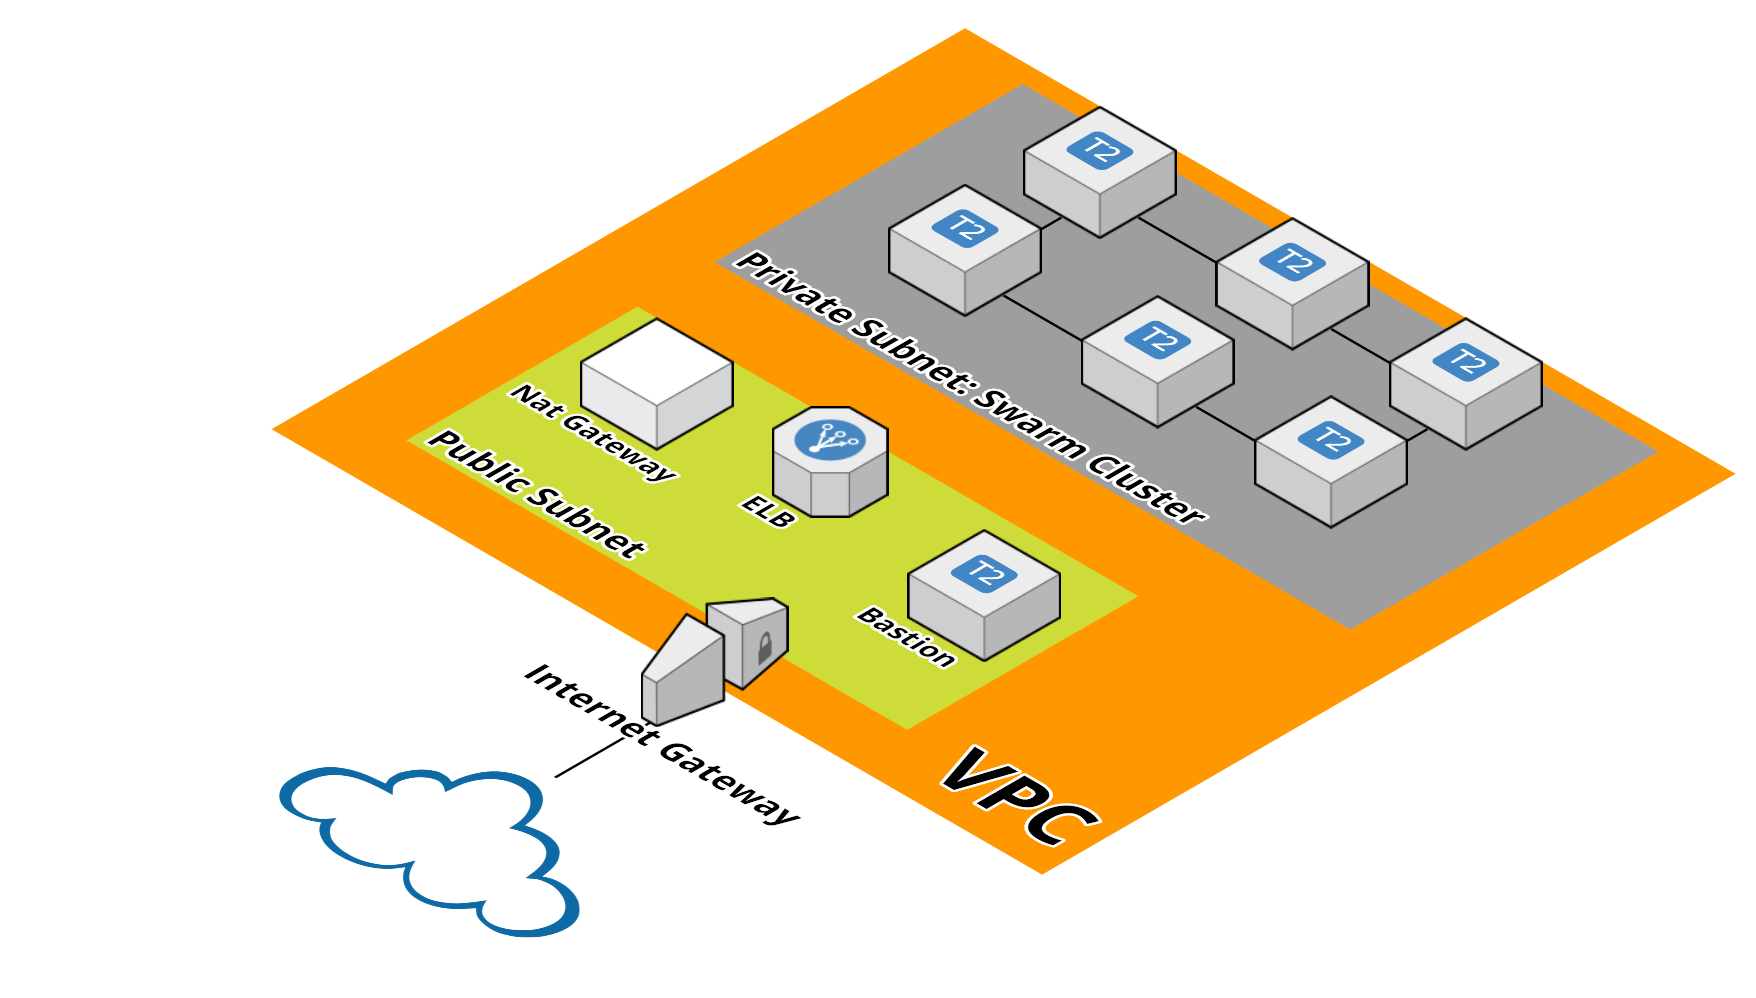 T2
T2
T2
T2
T2
T2
Private Subnet: Swarm Cluster
Nat Gateway
Public Subnet
ELB
T2
Bastion
Internet Gateway
VPC